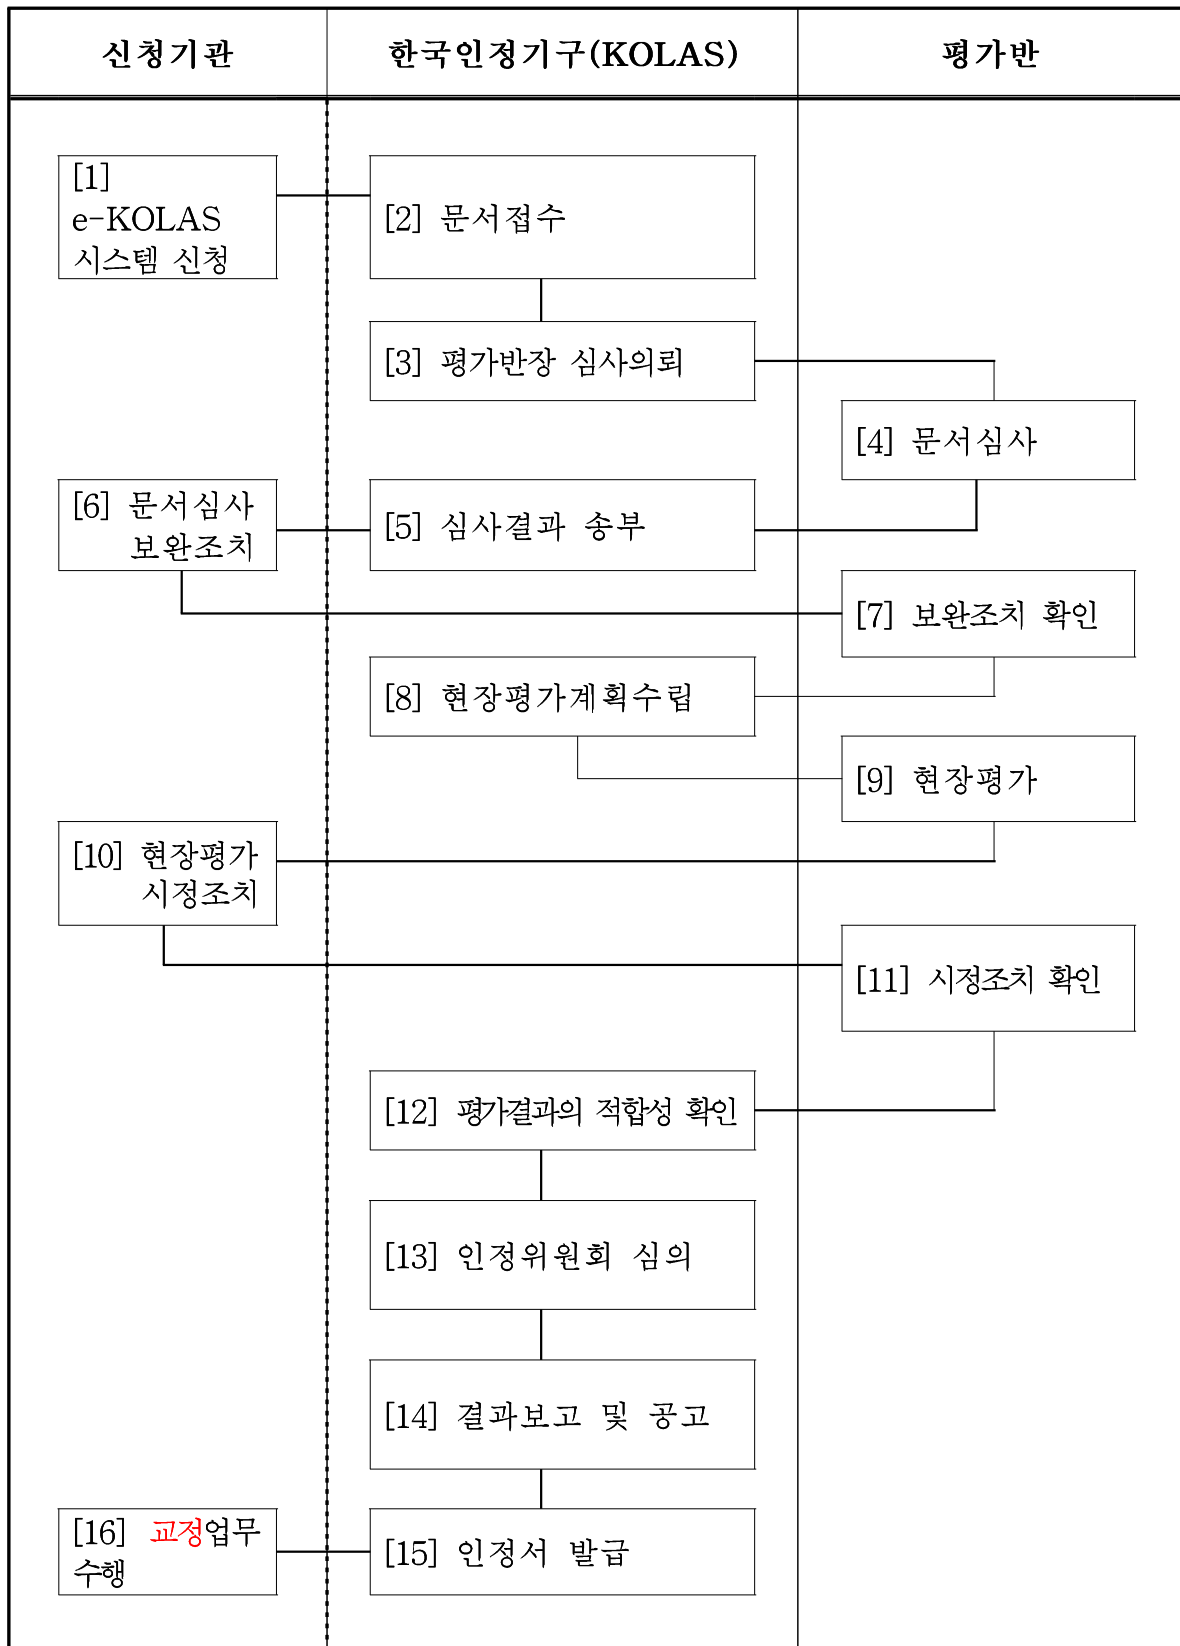 신청기관
한국인정기구(KOLAS)
평가반
[1]
e-KOLAS
시스템 신청
[2] 문서접수
[3] 평가반장 심사의뢰
[4] 문서심사
[6] 문서심사
보완조치
[5] 심사결과 송부
[7] 보완조치 확인
[8] 현장평가계획수립
[9] 현장평가
[10] 현장평가
시정조치
[11] 시정조치 확인
[12] 평가결과의 적합성 확인
[13] 인정위원회 심의
[14] 결과보고 및 공고
[16] 교정업무
수행
[15] 인정서 발급